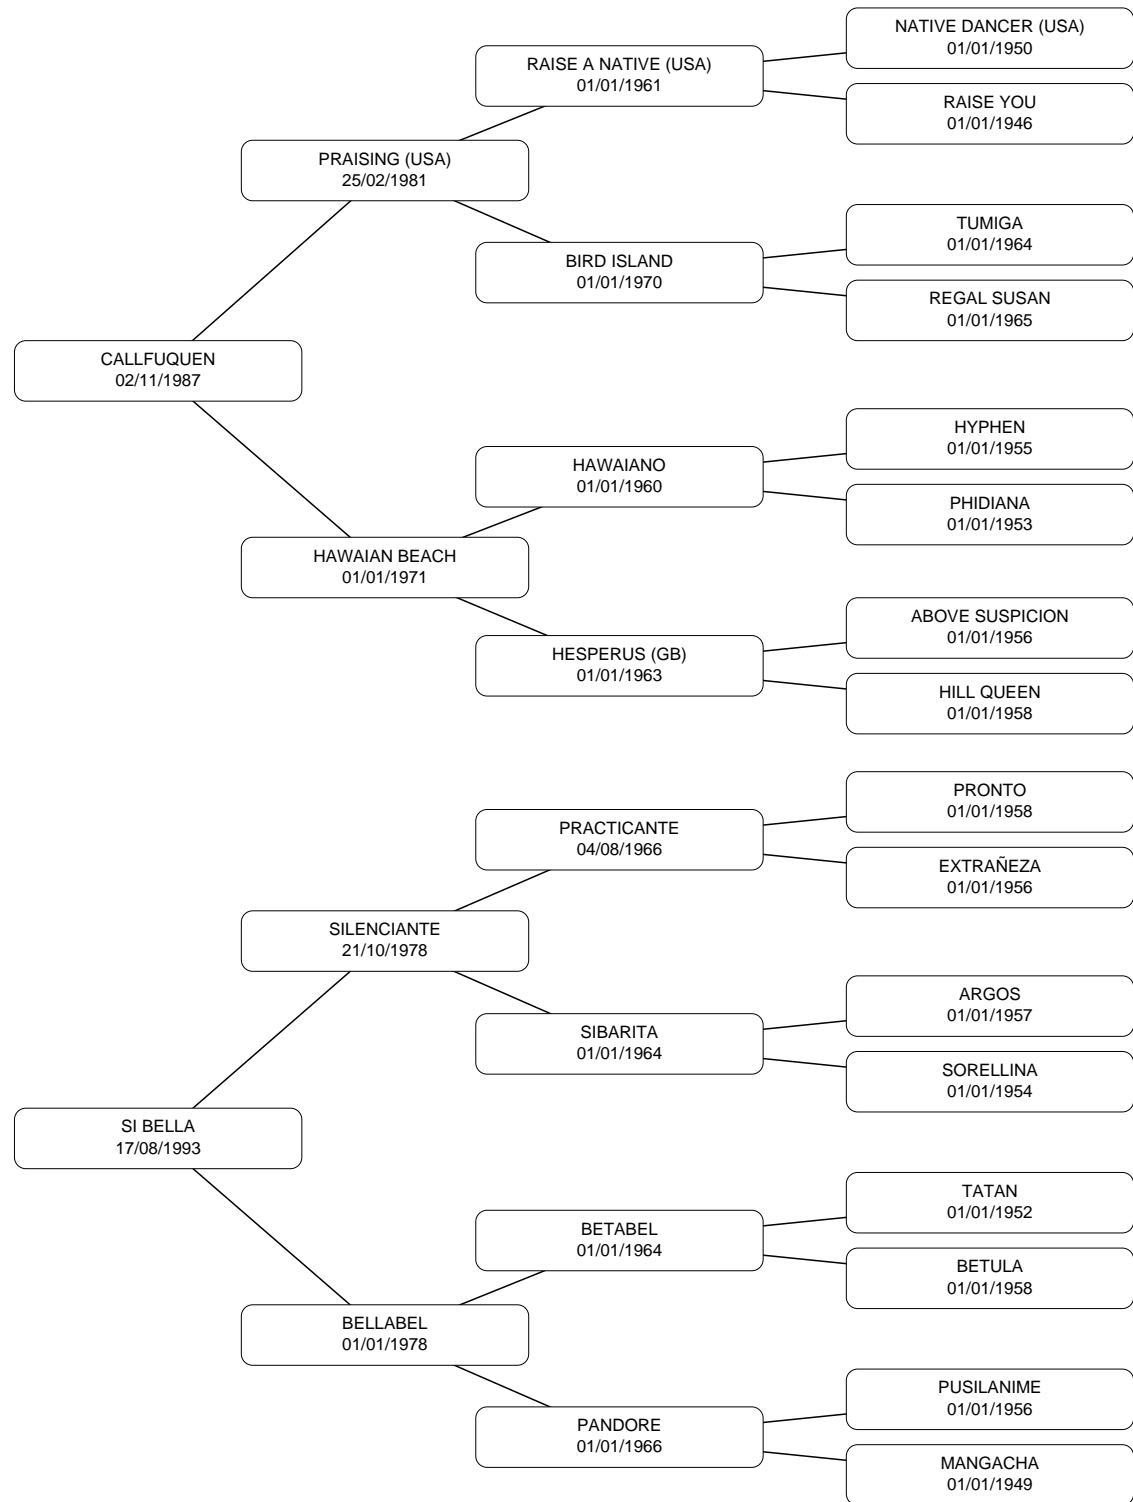 NATIVE DANCER (USA)
01/01/1950
RAISE A NATIVE (USA)
01/01/1961
RAISE YOU
01/01/1946
PRAISING (USA)
25/02/1981
TUMIGA
01/01/1964
BIRD ISLAND
01/01/1970
REGAL SUSAN
01/01/1965
CALLFUQUEN
02/11/1987
HYPHEN
01/01/1955
HAWAIANO
01/01/1960
PHIDIANA
01/01/1953
HAWAIAN BEACH
01/01/1971
ABOVE SUSPICION
01/01/1956
HESPERUS (GB)
01/01/1963
HILL QUEEN
01/01/1958
PRONTO
01/01/1958
PRACTICANTE
04/08/1966
EXTRAÑEZA
01/01/1956
SILENCIANTE
21/10/1978
ARGOS
01/01/1957
SIBARITA
01/01/1964
SORELLINA
01/01/1954
SI BELLA
17/08/1993
TATAN
01/01/1952
BETABEL
01/01/1964
BETULA
01/01/1958
BELLABEL
01/01/1978
PUSILANIME
01/01/1956
PANDORE
01/01/1966
MANGACHA
01/01/1949